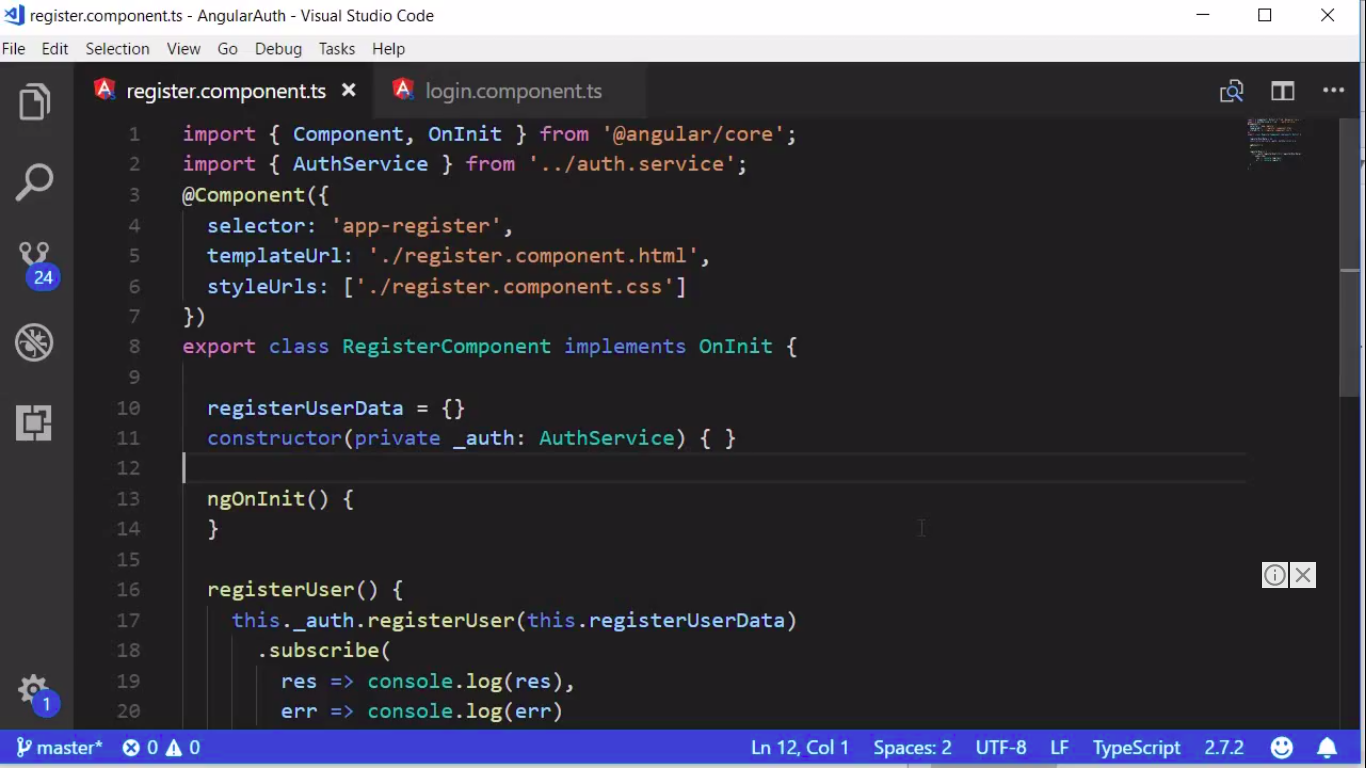 register.component.ts - AngularAuth - Visual Studio Code
File Edit Selection View Go Debug Tasks Help
register.component.ts login.component.ts
1 import { Component, OnInit } from '@angular/core';
2 import { AuthService } from '../auth.service';
3 @Component({
4 selector: 'app-register',
5 templateUrl: './register.component.html',
6 styleUrls: ['./register.component.css']
7 })
8 export class RegisterComponent implements OnInit {
9
10 registerUserData = {}
11 constructor(private _auth: AuthService) { }
12
13 ngOnInit() {
14 }
15
16 registerUser() {
17 this._auth.registerUser(this.registerUserData)
18 .subscribe(
19 res => console.log(res),
20 err => console.log(err)
24
1
master* 0 0 Ln 12, Col 1 Spaces: 2 UTF-8 LF TypeScript 2.7.2